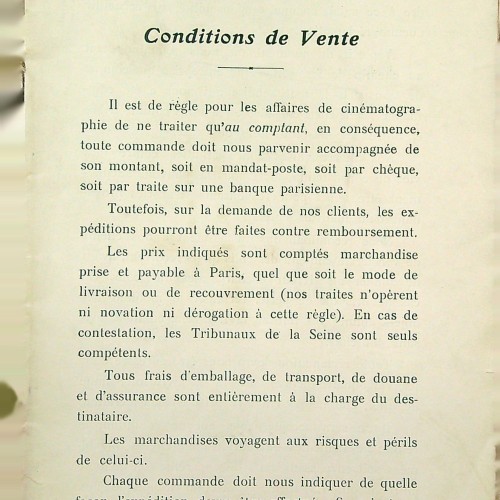 Conditions de Vente
Il est de règle pour les affaires de cinématogra-
phie de ne traiter qu'au comptant, en conséquence,
toute commande doit nous parvenir accompagnée de
son montant, soit en mandat-poste, soit par chèque,
soit par traite sur une banque parisienne.
Toutefois, sur la demande de nos clients, les ex-
péditions pourront être faites contre remboursement.
Les prix indiqués sont comptés marchandise
prise et payable à Paris, quel que soit le mode de
livraison ou de recouvrement (nos traites n'opèrent
ni novation ni dérogation à cette règle). En cas de
contestation, les Tribunaux de la Seine sont seuls
compétents.
Tous frais d'emballage, de transport, de douane
et d'assurance sont entièrement à la charge du des-
tinataire.
Les marchandises voyagent aux risques et périls
de celui-ci.
Chaque commande doit nous indiquer de quelle